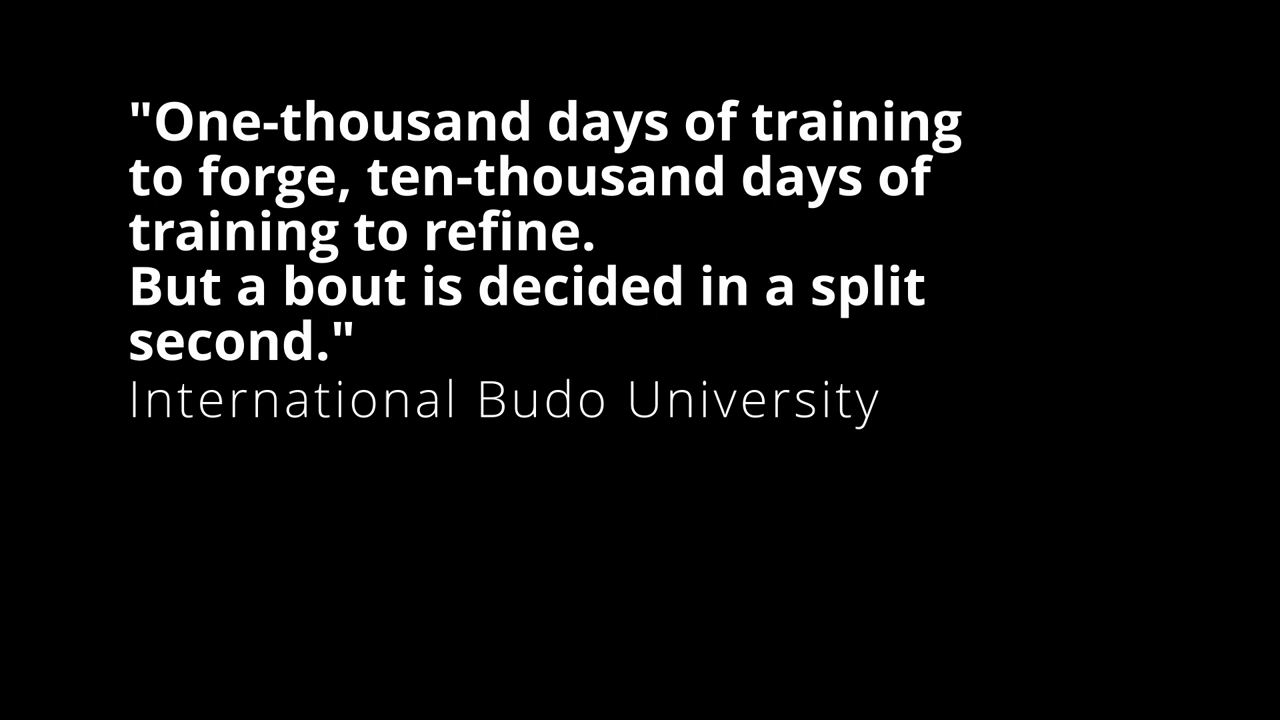 "One-thousand days of training
to forge, ten-thousand days of
training to refine.
But a bout is decided in a split
second."
International Budo University